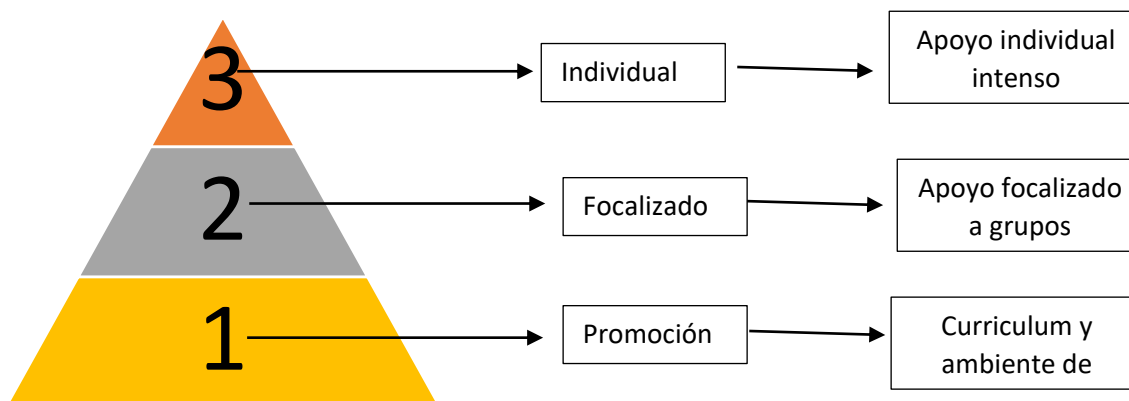 3
Individual
Apoyo individual
intenso
2
Focalizado
Apoyo focalizado
a grupos
1
Promoción
Curriculum y
ambiente de